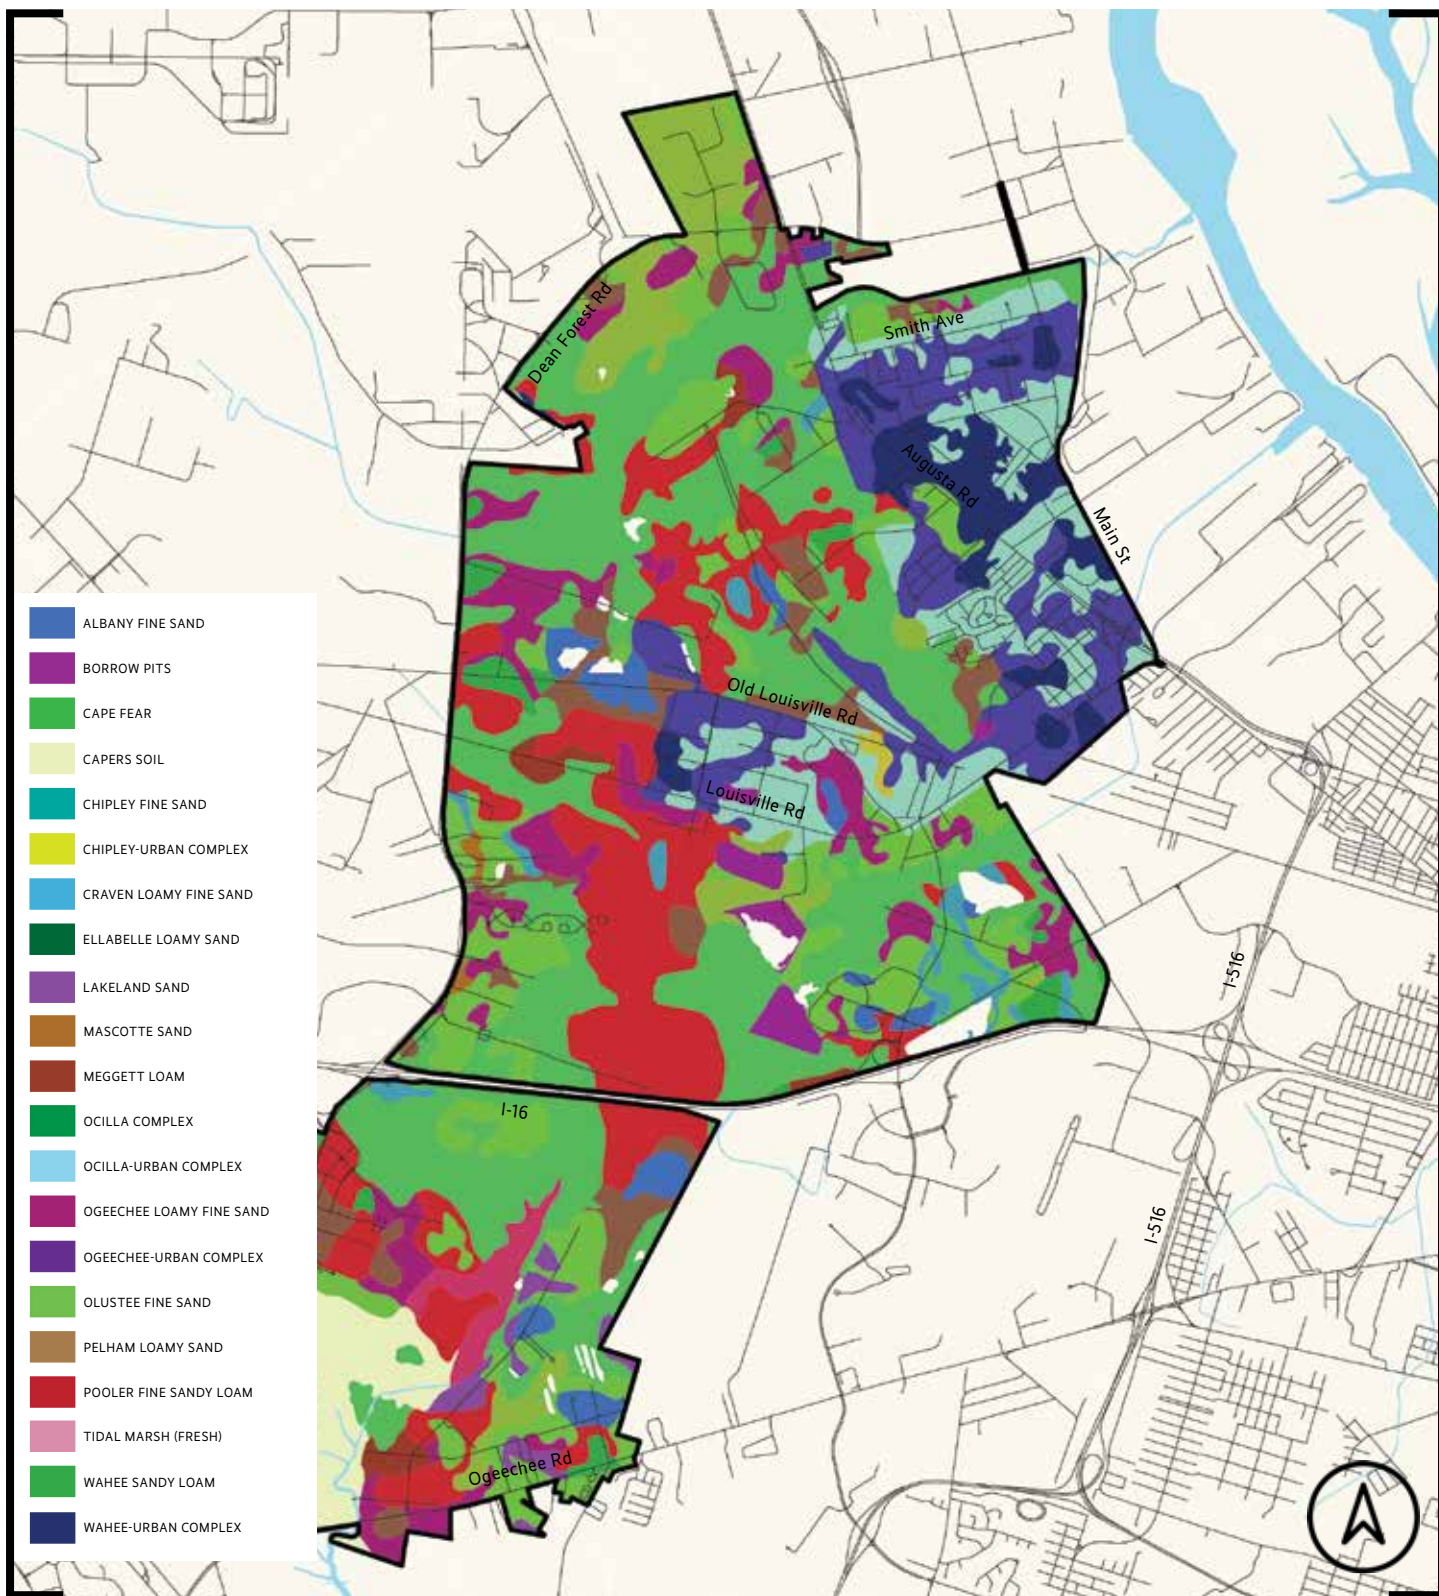 Dean Forest Rd
Smith Ave
Augusta Rd
Main St
Old Louisville Rd
Louisville Rd
I-516
I-16
I-516
Ogeechee Rd
ALBANY FINE SAND
BORROW PITS
CAPE FEAR
CAPERS SOIL
CHIPLEY FINE SAND
CHIPLEY-URBAN COMPLEX
CRAVEN LOAMY FINE SAND
ELLABELLE LOAMY SAND
LAKELAND SAND
MASCOTTE SAND
MEGGETT LOAM
OCILLA COMPLEX
OCILLA-URBAN COMPLEX
OGEECHEE LOAMY FINE SAND
OGEECHEE-URBAN COMPLEX
OLUSTEE FINE SAND
PELHAM LOAMY SAND
POOLER FINE SANDY LOAM
TIDAL MARSH (FRESH)
WAHEE SANDY LOAM
WAHEE-URBAN COMPLEX